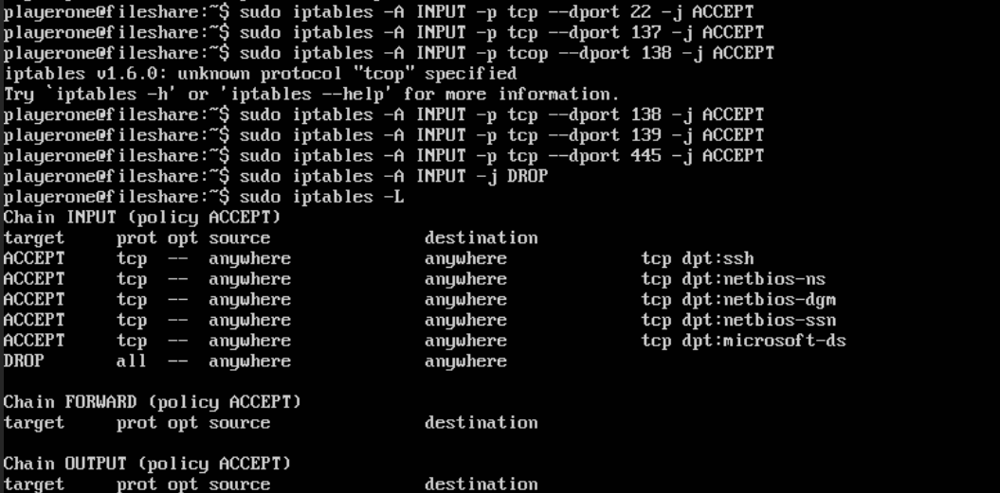 playerone@fileshare:~$ sudo iptables -A INPUT -p tcp --dport 22 -j ACCEPT
playerone@fileshare:~$ sudo iptables -A INPUT -p tcp --dport 137 -j ACCEPT
playerone@fileshare:~$ sudo iptables -A INPUT -p tcop --dport 138 -j ACCEPT
iptables v1.6.0: unknown protocol "tcop" specified
Try `iptables -h' or 'iptables --help' for more information.
playerone@fileshare:~$ sudo iptables -A INPUT -p tcp --dport 138 -j ACCEPT
playerone@fileshare:~$ sudo iptables -A INPUT -p tcp --dport 139 -j ACCEPT
playerone@fileshare:~$ sudo iptables -A INPUT -p tcp --dport 445 -j ACCEPT
playerone@fileshare:~$ sudo iptables -A INPUT -j DROP
playerone@fileshare:~$ sudo iptables -L
Chain INPUT (policy ACCEPT)
target     prot opt source               destination
ACCEPT     tcp  --  anywhere             anywhere             tcp dpt:ssh
ACCEPT     tcp  --  anywhere             anywhere             tcp dpt:netbios-ns
ACCEPT     tcp  --  anywhere             anywhere             tcp dpt:netbios-dgm
ACCEPT     tcp  --  anywhere             anywhere             tcp dpt:netbios-ssn
ACCEPT     tcp  --  anywhere             anywhere             tcp dpt:microsoft-ds
DROP       all  --  anywhere             anywhere

Chain FORWARD (policy ACCEPT)
target     prot opt source               destination

Chain OUTPUT (policy ACCEPT)
target     prot opt source               destination